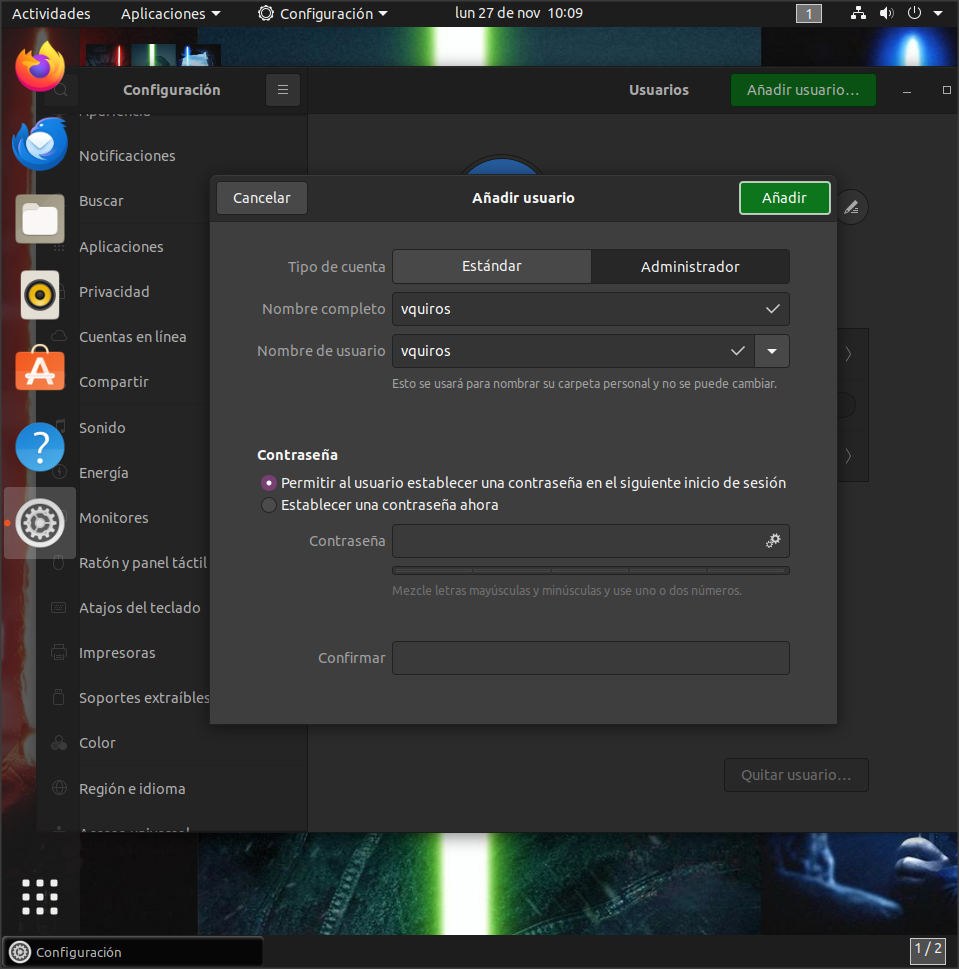 Actividades Aplicaciones Configuración lun 27 de nov 10:09 1
Configuración Usuarios Añadir usuario...
Apariencia
Notificaciones
Buscar
Aplicaciones
Privacidad
Cuentas en línea
Compartir
Sonido
Energía
Monitores
Ratón y panel táctil
Atajos del teclado
Impresoras
Soportes extraíbles
Color
Región e idioma
Acceso universal
Cancelar Añadir usuario Añadir
Tipo de cuenta Estándar Administrador
Nombre completo vquiros
Nombre de usuario vquiros
Esto se usará para nombrar su carpeta personal y no se puede cambiar.
Contraseña
Permitir al usuario establecer una contraseña en el siguiente inicio de sesión
Establecer una contraseña ahora
Contraseña
Mezcle letras mayúsculas y minúsculas y use uno o dos números.
Confirmar
Quitar usuario...
Configuración 1 / 2